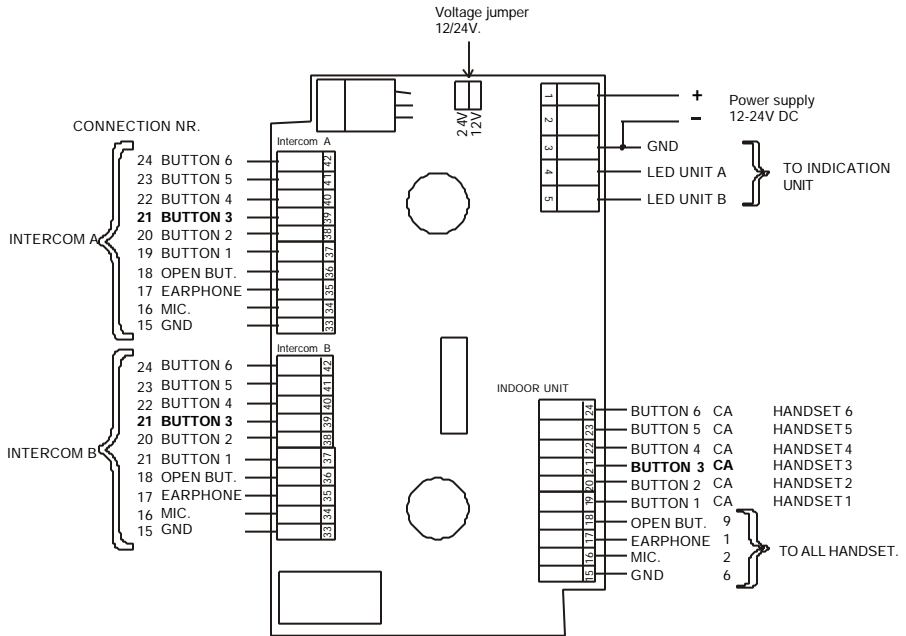 Voltage jumper
12/24V.
24V
12V
1
2
3
4
5
+
-
Power supply
12-24V DC
GND
LED UNIT A
LED UNIT B
TO INDICATION
UNIT
CONNECTION NR.
Intercom A
INTERCOM A
24 BUTTON 6 42
23 BUTTON 5 41
22 BUTTON 4 40
21 BUTTON 3 39
20 BUTTON 2 38
19 BUTTON 1 37
18 OPEN BUT. 36
17 EARPHONE 35
16 MIC. 34
15 GND 33
Intercom B
INTERCOM B
24 BUTTON 6 42
23 BUTTON 5 41
22 BUTTON 4 40
21 BUTTON 3 39
20 BUTTON 2 38
21 BUTTON 1 37
18 OPEN BUT. 36
17 EARPHONE 35
16 MIC. 34
15 GND 33
INDOOR UNIT
24 BUTTON 6 CA HANDSET 6
23 BUTTON 5 CA HANDSET 5
22 BUTTON 4 CA HANDSET 4
21 BUTTON 3 CA HANDSET 3
20 BUTTON 2 CA HANDSET 2
19 BUTTON 1 CA HANDSET 1
18 OPEN BUT. 9
17 EARPHONE 1
16 MIC. 2
15 GND 6
TO ALL HANDSET.